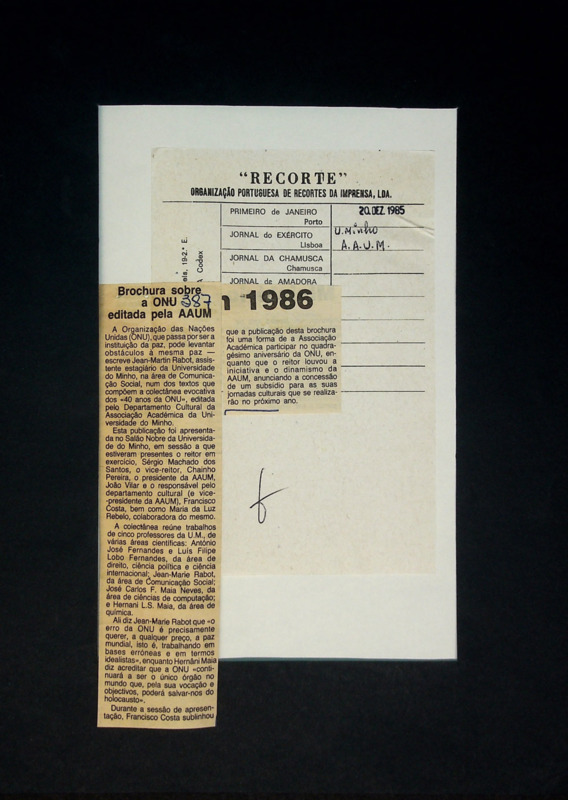 "RECORTE"
ORGANIZAÇÃO PORTUGUESA DE RECORTES DA IMPRENSA, LDA.
PRIMEIRO de JANEIRO
Porto
20. DEZ. 1985
JORNAL do EXÉRCITO
Lisboa
U. Minho
A.A.U.M.
JORNAL DA CHAMUSCA
Chamusca
JORNAL de AMADORA
19-2.º E.
Codex
1986
Brochura sobre
a ONU 87
editada pela AAUM
A Organização das Nações
Unidas (ONU), que passa por ser a
instituição da paz, pode levantar
obstáculos à mesma paz —
escreve Jean-Martin Rabot, assis-
tente estagiário da Universidade
do Minho, na área de Comunica-
ção Social, num dos textos que
compõem a colectânea evocativa
dos «40 anos da ONU», editada
pelo Departamento Cultural da
Associação Académica da Uni-
versidade do Minho.
Esta publicação foi apresenta-
da no Salão Nobre da Universida-
de do Minho, em sessão a que
estiveram presentes o reitor em
exercício, Sérgio Machado dos
Santos, o vice-reitor, Chainho
Pereira, o presidente da AAUM,
João Vilar e o responsável pelo
departamento cultural (e vice-
-presidente da AAUM), Francisco
Costa, bem como Maria da Luz
Rebelo, colaboradora do mesmo.
A colectânea reúne trabalhos
de cinco professores da U.M., de
várias áreas científicas: António
José Fernandes e Luís Filipe
Lobo Fernandes, da área de
direito, ciência política e ciência
internacional; Jean-Marie Rabot,
da área de Comunicação Social;
José Carlos F. Maia Neves, da
área de ciências de computação;
e Hernani L.S. Maia, da área de
química.
Ali diz Jean-Marie Rabot que «o
erro da ONU é precisamente
querer, a qualquer preço, a paz
mundial, isto é, trabalhando em
bases erróneas e em termos
idealistas», enquanto Hernâni Maia
diz acreditar que a ONU «conti-
nuará a ser o único órgão no
mundo que, pela sua vocação e
objectivos, poderá salvar-nos do
holocausto».
Durante a sessão de apresen-
tação, Francisco Costa sublinhou
que a publicação desta brochura
foi uma forma de a Associação
Académica participar no quadra-
gésimo aniversário da ONU, en-
quanto que o reitor louvou a
iniciativa e o dinamismo da
AAUM, anunciando a concessão
de um subsídio para as suas
jornadas culturais que se realiza-
rão no próximo ano.